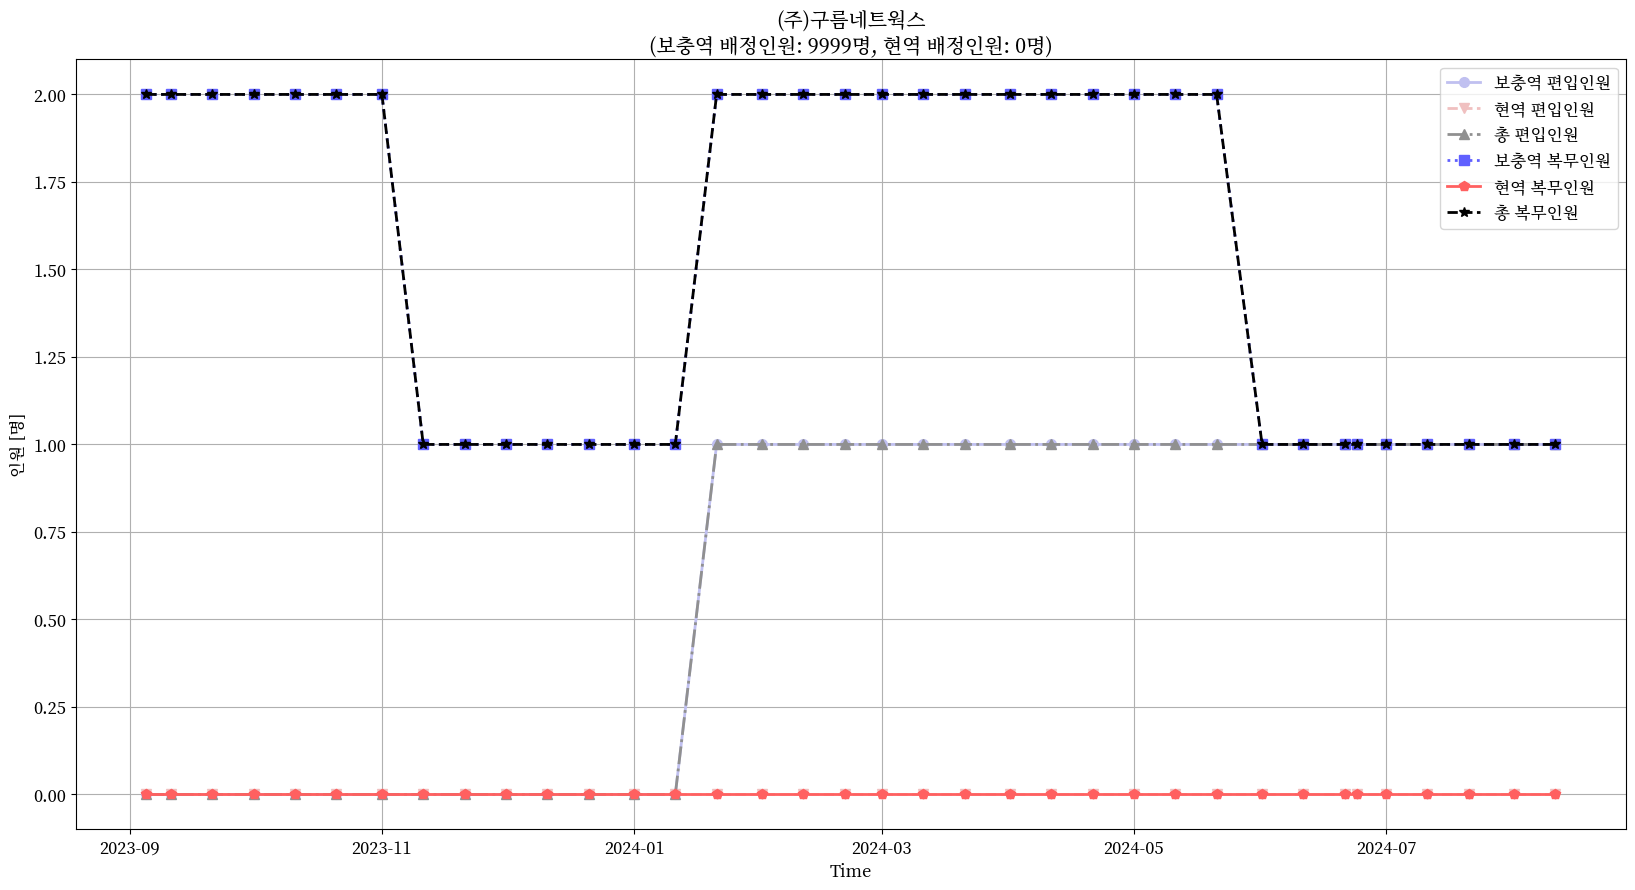 (주)구름네트웍스
(보충역 배정인원: 9999명, 현역 배정인원: 0명)
보충역 편입인원
현역 편입인원
총 편입인원
보충역 복무인원
현역 복무인원
총 복무인원
인원 [명]
2.00
1.75
1.50
1.25
1.00
0.75
0.50
0.25
0.00
2023-09 2023-11 2024-01 2024-03 2024-05 2024-07
Time